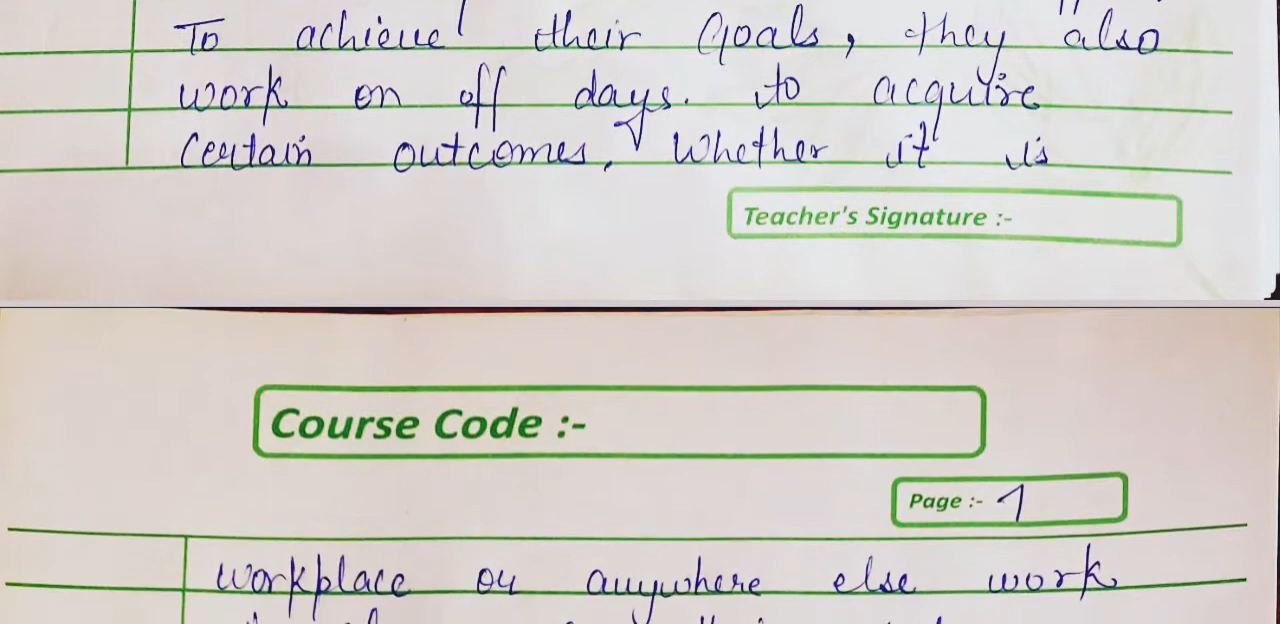 To achieve their Goals, they also
work on off days. to acquire
certain outcomes. Whether it is
Teacher's Signature :-
Course Code :-
Page :- 1
workplace or anywhere else work